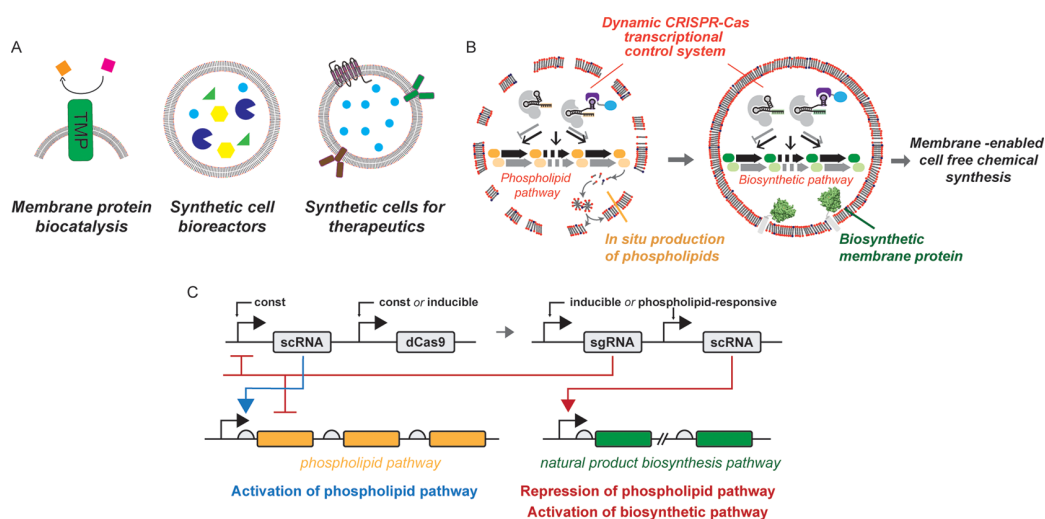 A
TMP
Membrane protein
biocatalysis
Synthetic cell
bioreactors
Synthetic cells for
therapeutics
B
Dynamic CRISPR-Cas
transcriptional
control system
Phospholipid
pathway
In situ production
of phospholipids
Biosynthetic pathway
Biosynthetic
membrane protein
Membrane -enabled
cell free chemical
synthesis
C
const
const or inducible
inducible or phospholipid-responsive
scRNA
dCas9
sgRNA
scRNA
phospholipid pathway
natural product biosynthesis pathway
Activation of phospholipid pathway
Repression of phospholipid pathway
Activation of biosynthetic pathway